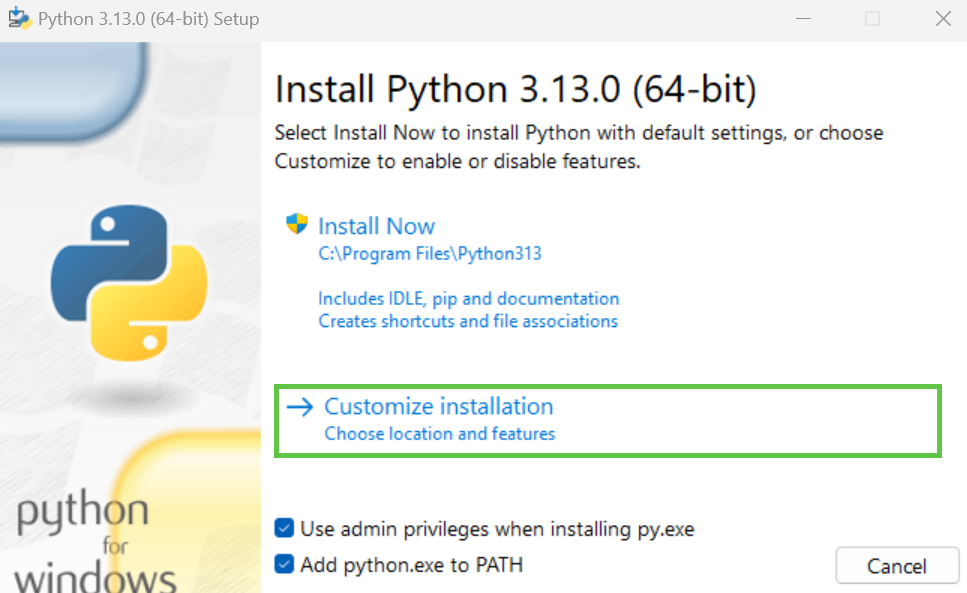 Python 3.13.0 (64-bit) Setup
Install Python 3.13.0 (64-bit)
Select Install Now to install Python with default settings, or choose
Customize to enable or disable features.
Install Now
C:\Program Files\Python313
Includes IDLE, pip and documentation
Creates shortcuts and file associations
Customize installation
Choose location and features
python
for
windows
Use admin privileges when installing py.exe
Add python.exe to PATH
Cancel